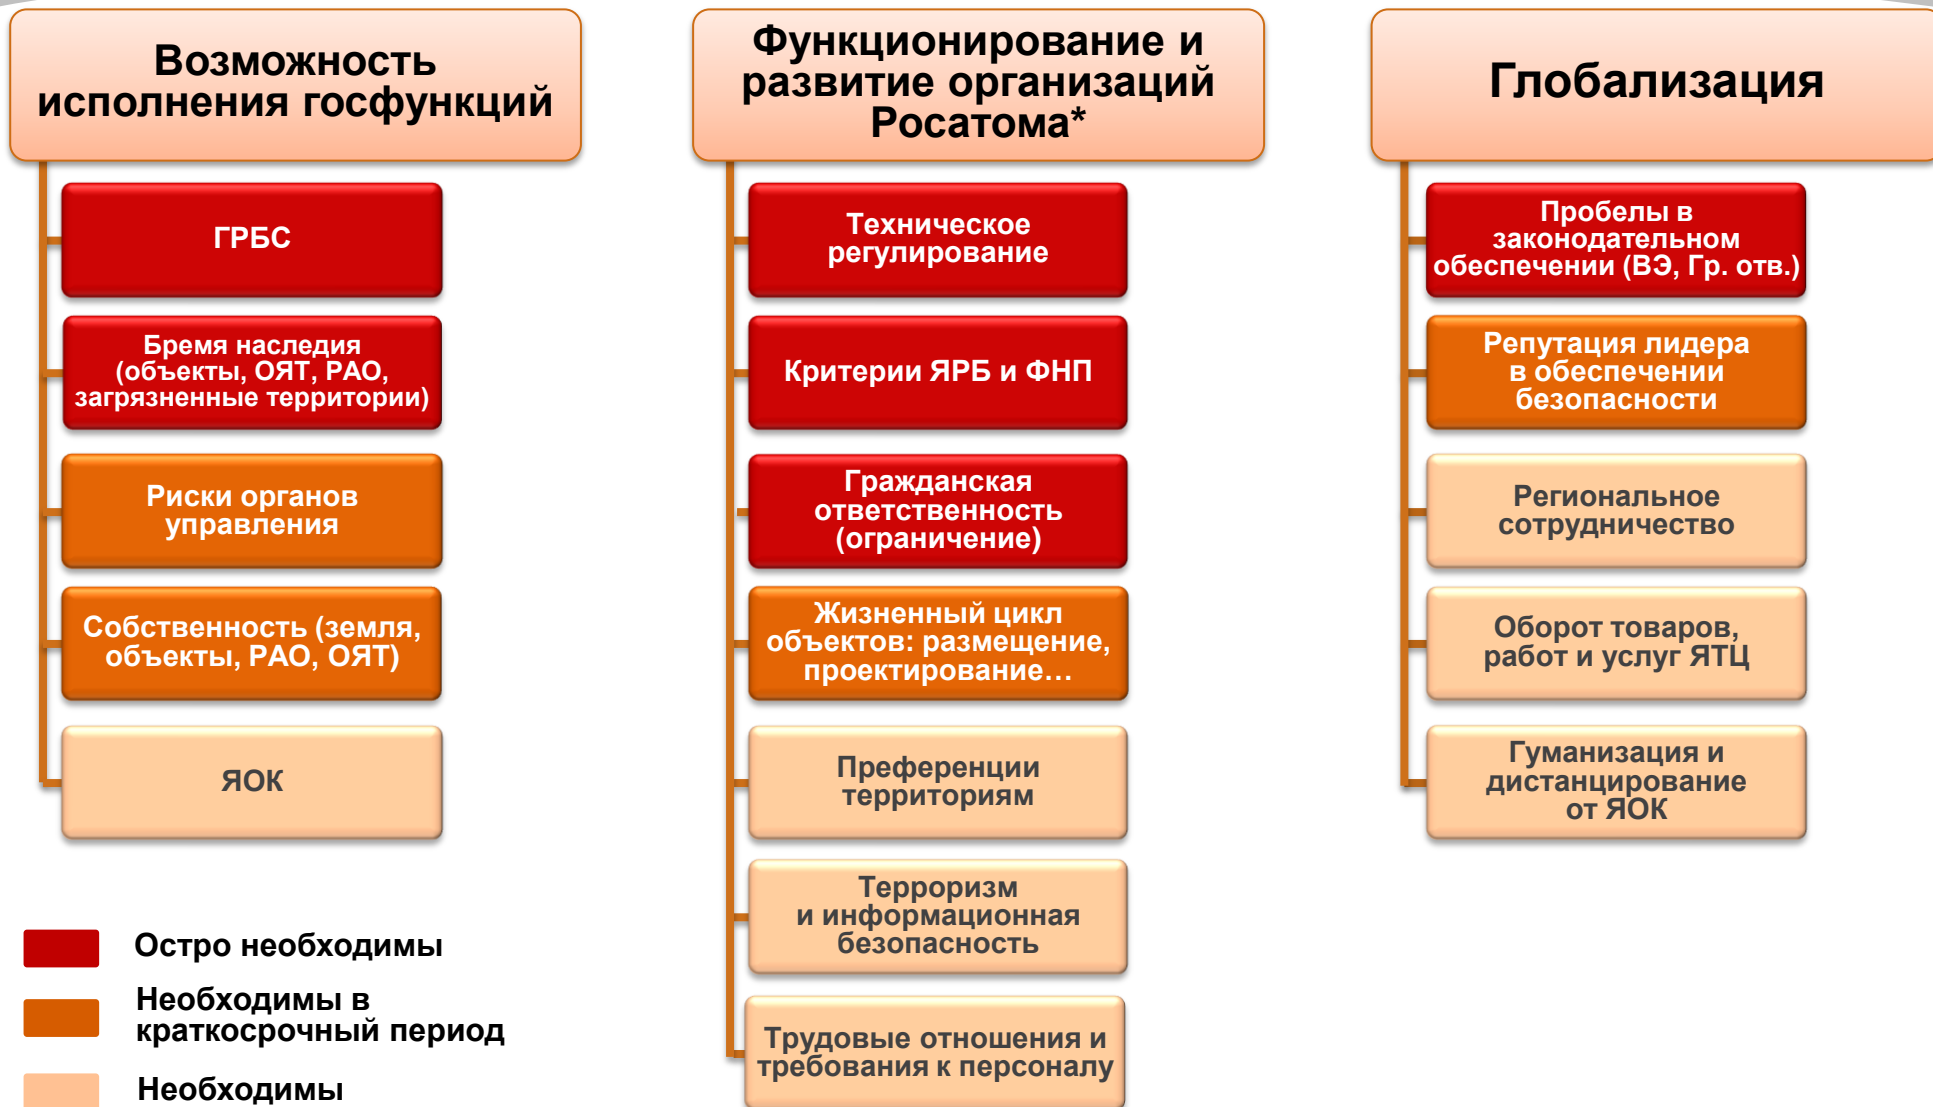 Возможность
исполнения госфункций
ГРБС
Бремя наследия
(объекты, ОЯТ, РАО,
загрязненные территории)
Риски органов
управления
Собственность (земля,
объекты, РАО, ОЯТ)
ЯОК
Функционирование и
развитие организаций
Росатома*
Техническое
регулирование
Критерии ЯРБ и ФНП
Гражданская
ответственность
(ограничение)
Жизненный цикл
объектов: размещение,
проектирование…
Преференции
территориям
Терроризм
и информационная
безопасность
Трудовые отношения и
требования к персоналу
Глобализация
Пробелы в
законодательном
обеспечении (ВЭ, Гр. отв.)
Репутация лидера
в обеспечении
безопасности
Региональное
сотрудничество
Оборот товаров,
работ и услуг ЯТЦ
Гуманизация и
дистанцирование
от ЯОК
Остро необходимы
Необходимы в
краткосрочный период
Необходимы